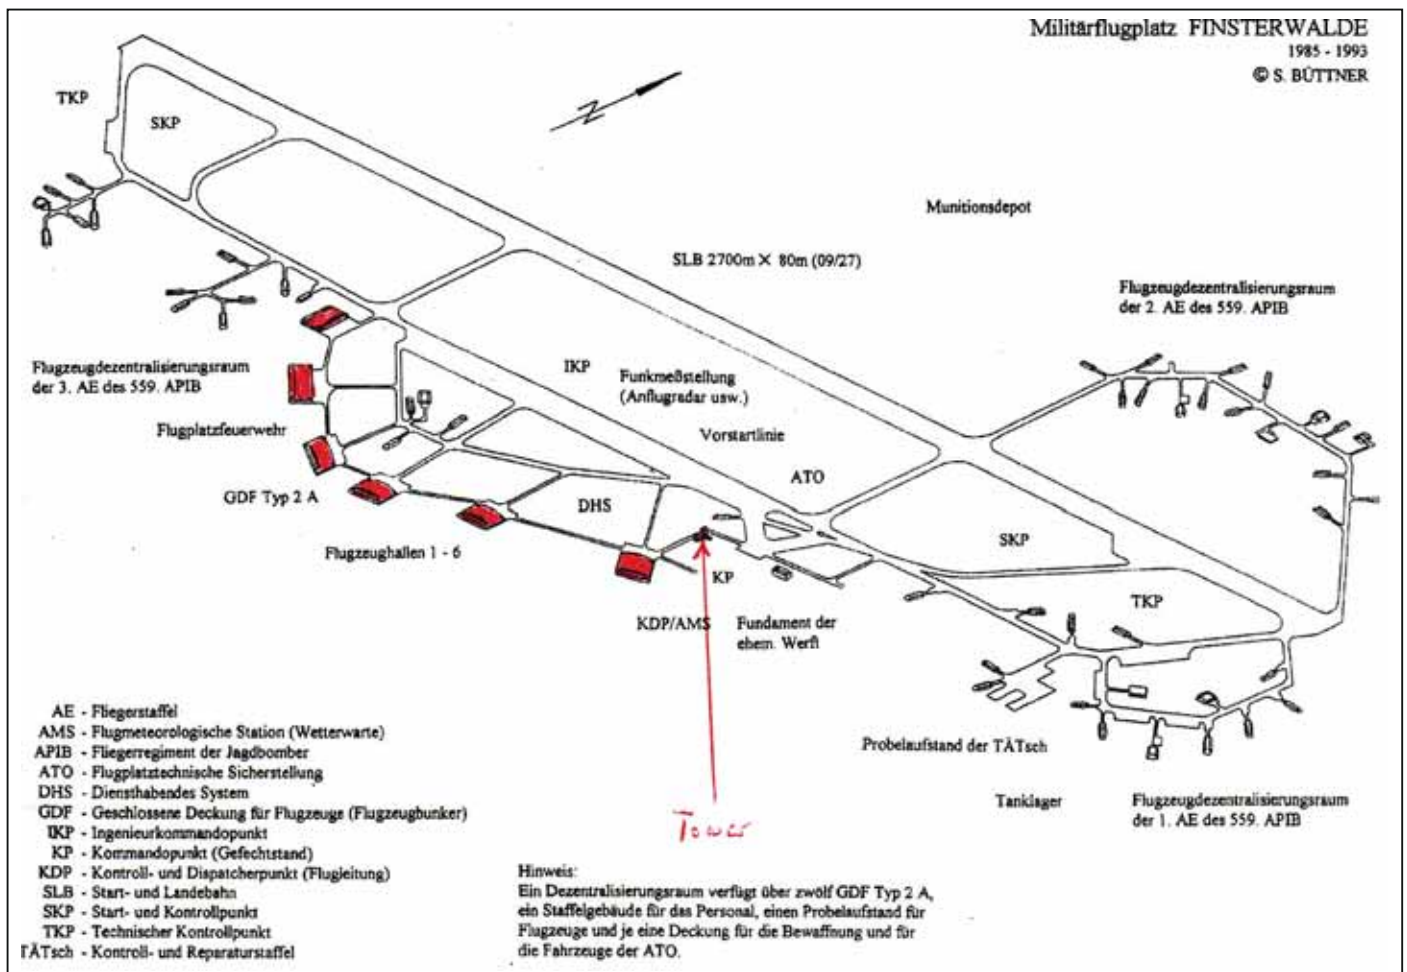 Militärflugplatz FINSTERWALDE
1985 - 1993
© S. BÜTTNER
TKP
SKP
N
Munitionsdepot
SLB 2700m X 80m (09/27)
Flugzeugdezentralisierungsraum
der 2. AE des 559. APIB
Flugzeugdezentralisierungsraum
der 3. AE des 559. APIB
IKP
Funkmeßstellung
(Anflugradar usw.)
Flugplatzfeuerwehr
Vorstartlinie
ATO
GDF Typ 2 A
DHS
Flugzeughallen 1 - 6
SKP
KP
TKP
KDP/AMS
Fundament der
ehem. Werft
Probelaufstand der TÄTsch
Tanklager
Flugzeugdezentralisierungsraum
der 1. AE des 559. APIB
Tower
AE - Fliegerstaffel
AMS - Flugmeteorologische Station (Wetterwarte)
APIB - Fliegerregiment der Jagdbomber
ATO - Flugplatztechnische Sicherstellung
DHS - Diensthabendes System
GDF - Geschlossene Deckung für Flugzeuge (Flugzeugbunker)
IKP - Ingenieurkommandopunkt
KP - Kommandopunkt (Gefechtstand)
KDP - Kontroll- und Dispatcherpunkt (Flugleitung)
SLB - Start- und Landebahn
SKP - Start- und Kontrollpunkt
TKP - Technischer Kontrollpunkt
TÄTsch - Kontroll- und Reparaturstaffel
Hinweis:
Ein Dezentralisierungsraum verfügt über zwölf GDF Typ 2 A,
ein Staffelgebäude für das Personal, einen Probelaufstand für
Flugzeuge und je eine Deckung für die Bewaffnung und für
die Fahrzeuge der ATO.